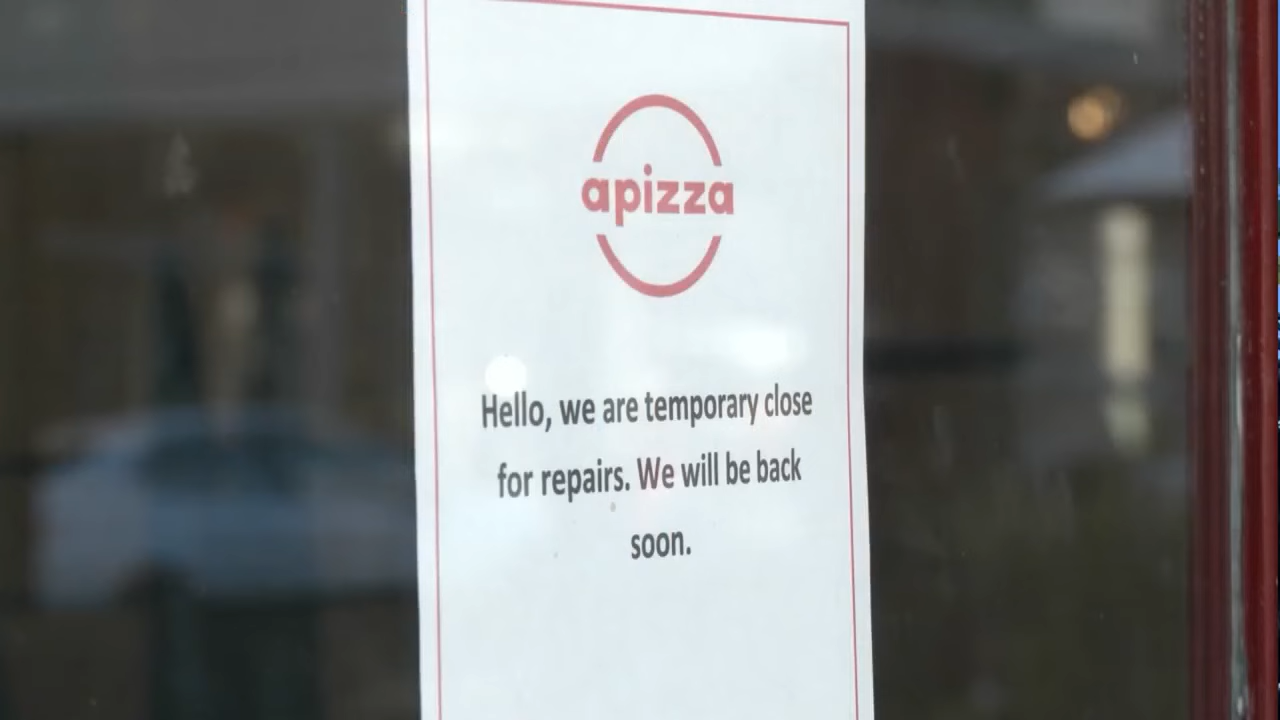 apizza
Hello, we are temporary close
for repairs. We will be back
soon.